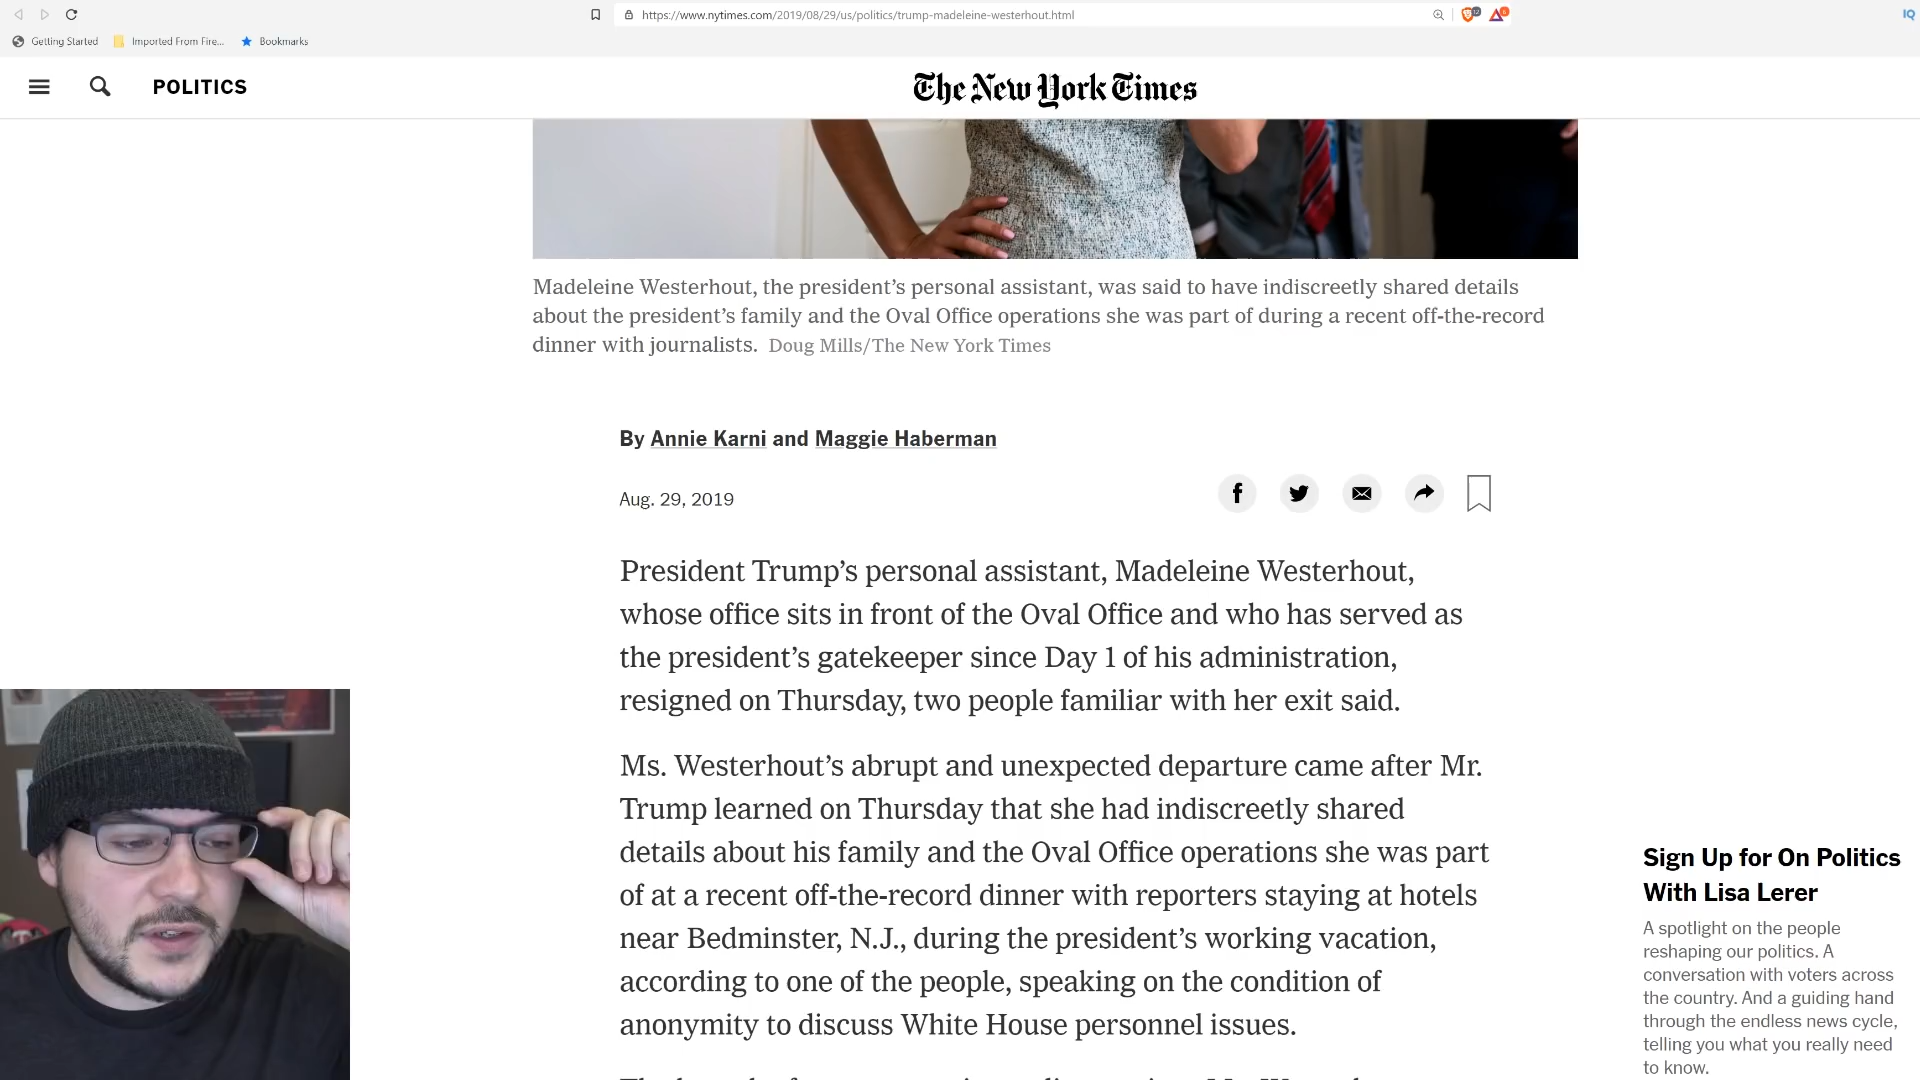 https://www.nytimes.com/2019/08/29/us/politics/trump-madeleine-westerhout.html
IQ
Getting Started
Imported From Fire...
Bookmarks
POLITICS
The New York Times
Madeleine Westerhout, the president’s personal assistant, was said to have indiscreetly shared details
about the president’s family and the Oval Office operations she was part of during a recent off-the-record
dinner with journalists. Doug Mills/The New York Times
By Annie Karni and Maggie Haberman
Aug. 29, 2019
President Trump’s personal assistant, Madeleine Westerhout,
whose office sits in front of the Oval Office and who has served as
the president’s gatekeeper since Day 1 of his administration,
resigned on Thursday, two people familiar with her exit said.
Ms. Westerhout’s abrupt and unexpected departure came after Mr.
Trump learned on Thursday that she had indiscreetly shared
details about his family and the Oval Office operations she was part
of at a recent off-the-record dinner with reporters staying at hotels
near Bedminster, N.J., during the president’s working vacation,
according to one of the people, speaking on the condition of
anonymity to discuss White House personnel issues.
Sign Up for On Politics
With Lisa Lerer
A spotlight on the people
reshaping our politics. A
conversation with voters across
the country. And a guiding hand
through the endless news cycle,
telling you what you really need
to know.